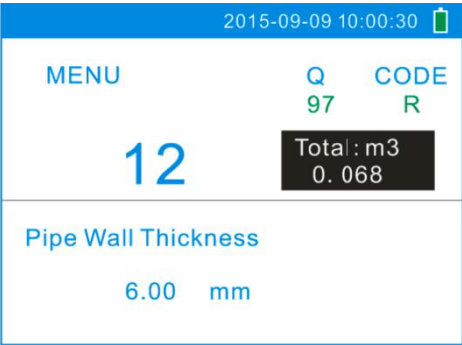 2015-09-09 10:00:30
MENU Q CODE
97 R
12 Total:m3
0.068
Pipe Wall Thickness
6.00 mm